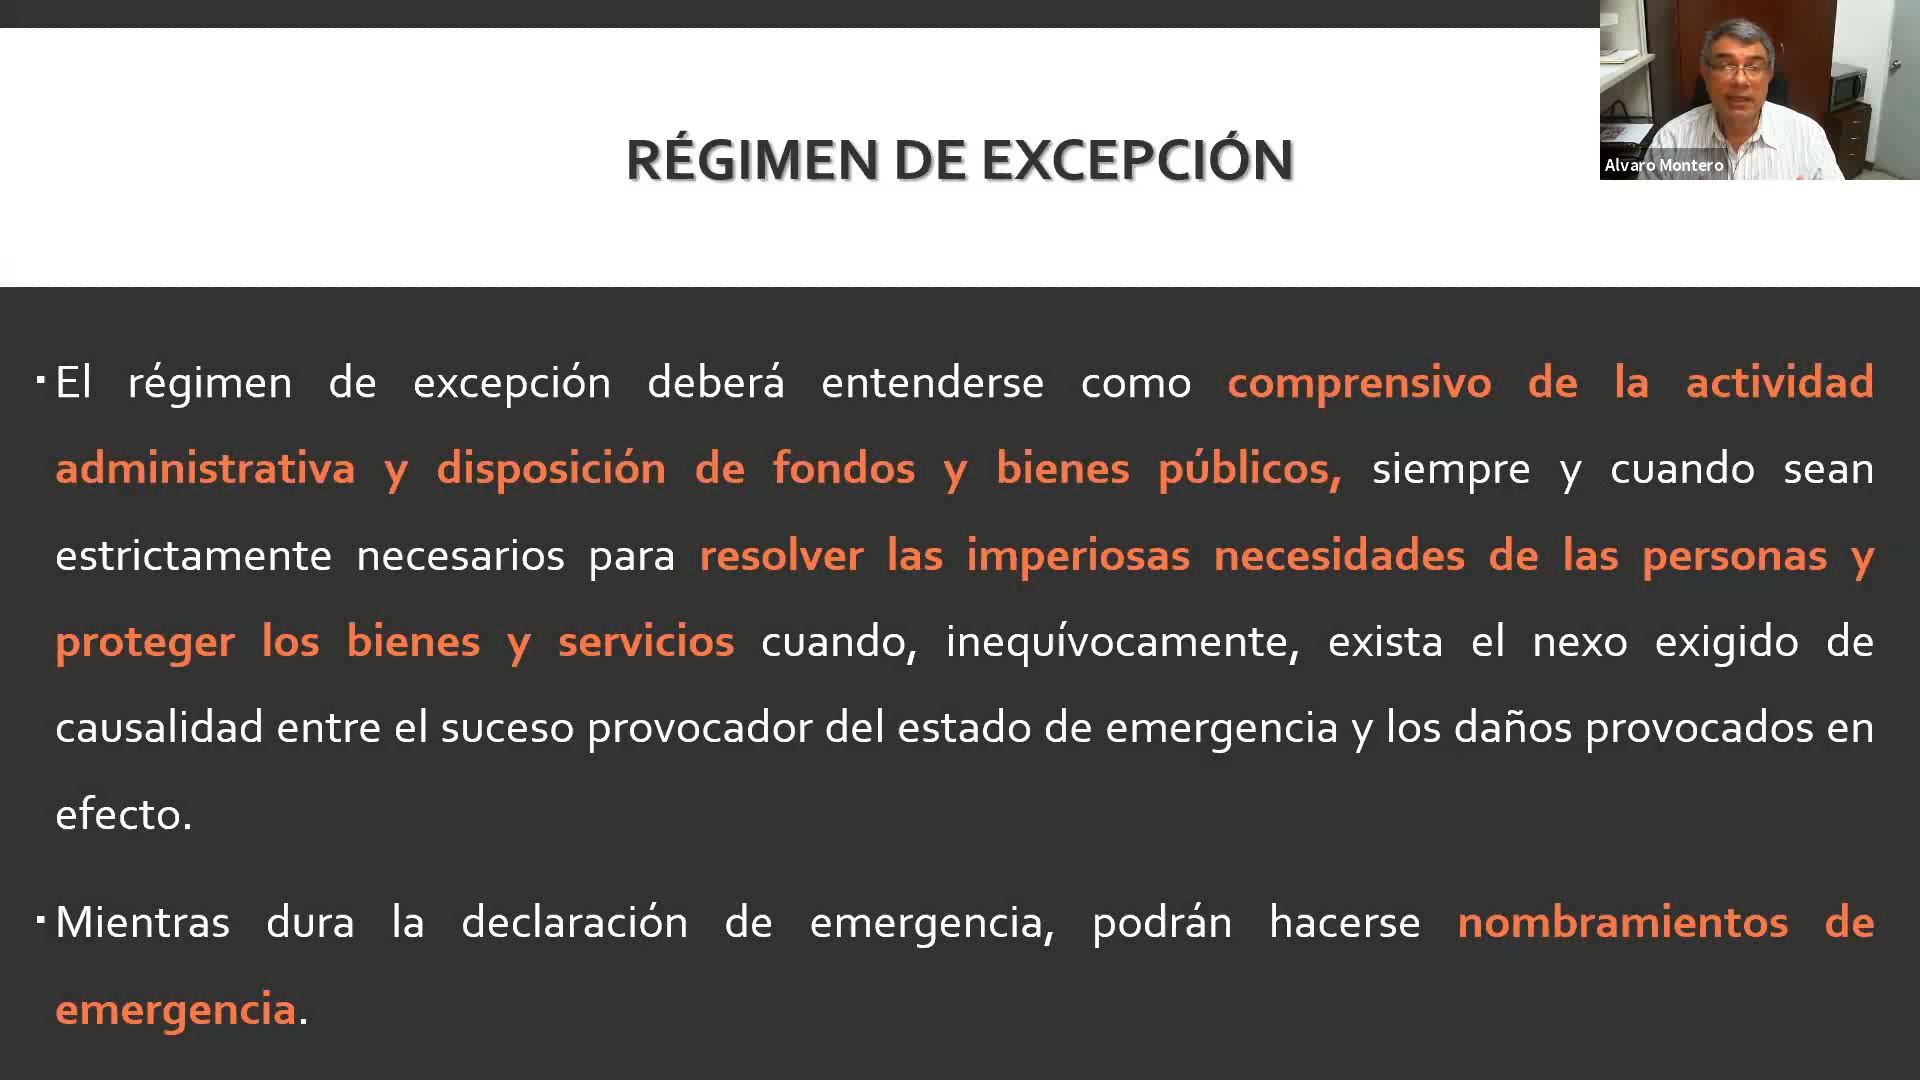 RÉGIMEN DE EXCEPCIÓN
Alvaro Montero
▪ El régimen de excepción deberá entenderse como comprensivo de la actividad
administrativa y disposición de fondos y bienes públicos, siempre y cuando sean
estrictamente necesarios para resolver las imperiosas necesidades de las personas y
proteger los bienes y servicios cuando, inequívocamente, exista el nexo exigido de
causalidad entre el suceso provocador del estado de emergencia y los daños provocados en
efecto.
▪ Mientras dura la declaración de emergencia, podrán hacerse nombramientos de
emergencia.